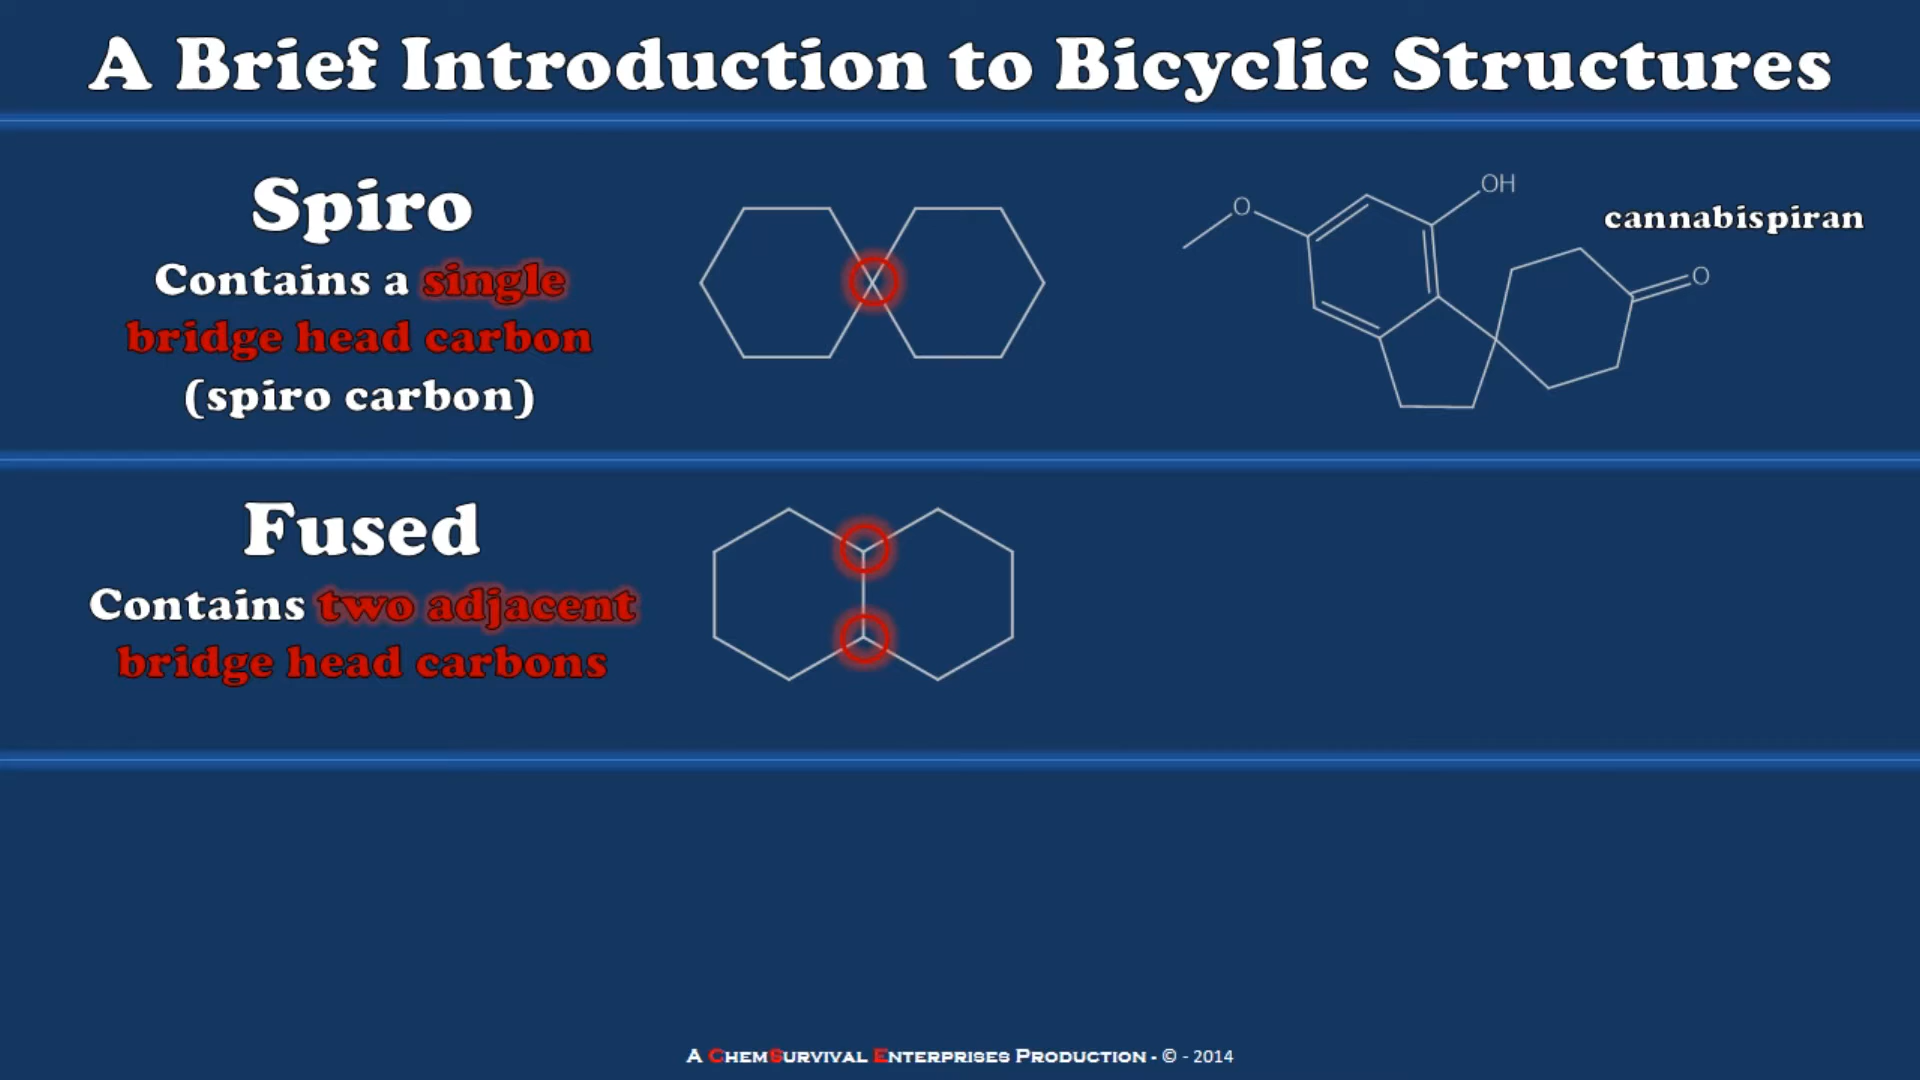 A Brief Introduction to Bicyclic Structures
Spiro
Contains a single
bridge head carbon
(spiro carbon)
O
OH
cannabispiran
O
Fused
Contains two adjacent
bridge head carbons
A ChemSurvival Enterprises Production - © - 2014